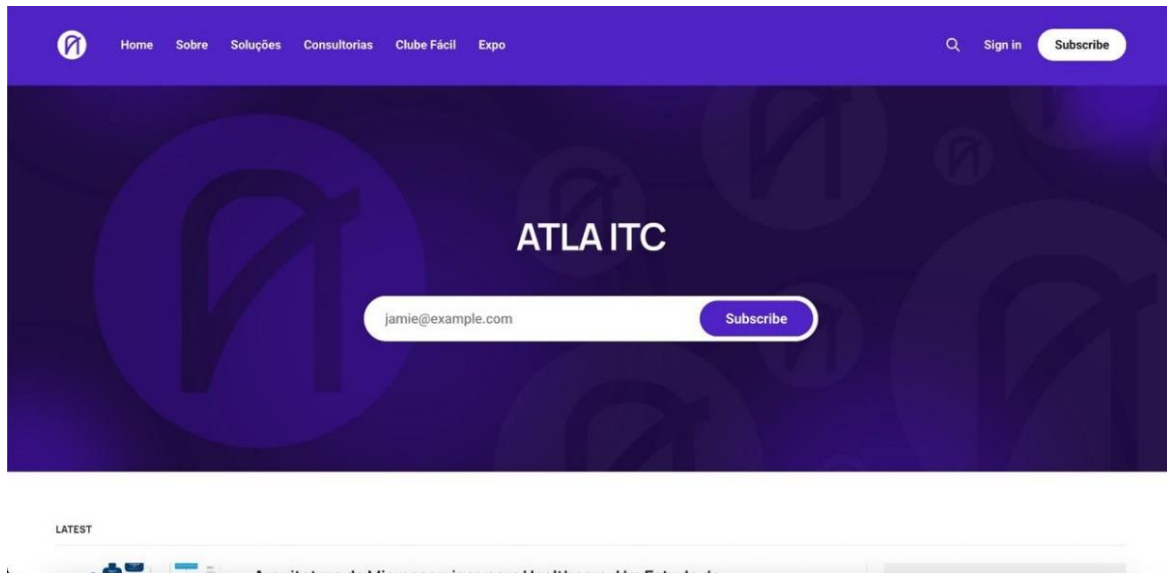 Home Sobre Soluções Consultorias Clube Fácil Expo Sign in Subscribe
ATLA ITC
jamie@example.com Subscribe
LATEST